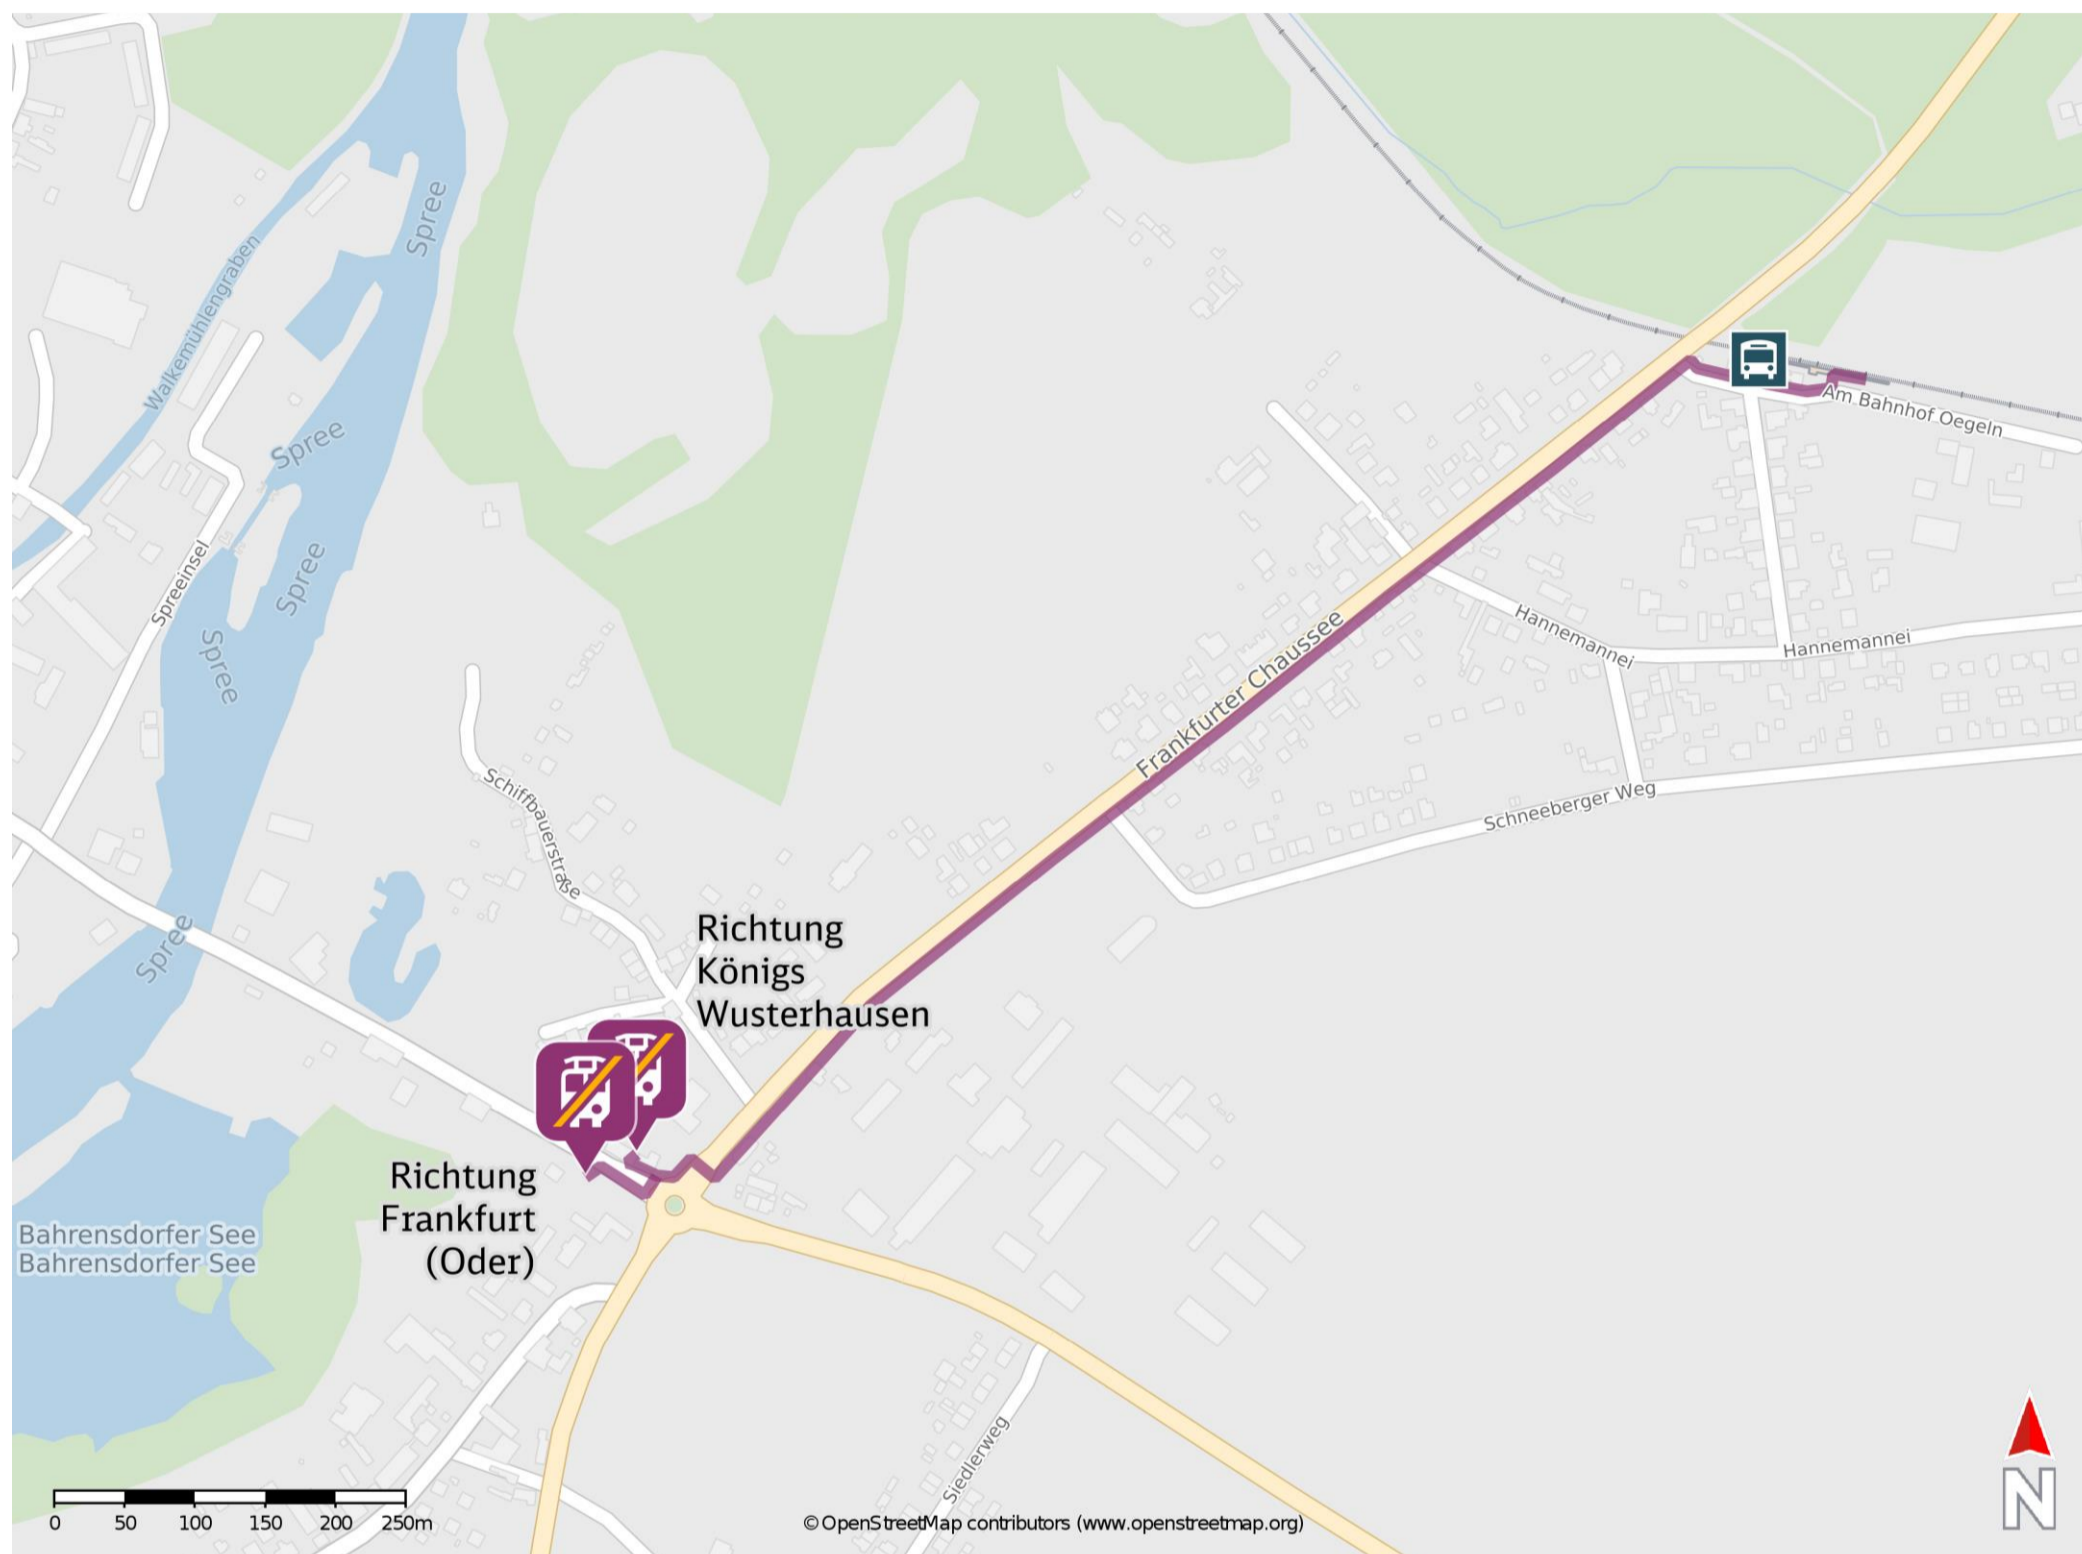 Spree
Walkemühlengraben
Spree
Spree
Spreeinsel
Spree
Am Bahnhof Oegeln
Hannemannei
Hannemannei
Frankfurter Chaussee
Schneeberger Weg
Schiffbauerstraße
Spree
Richtung
Königs
Wusterhausen
Richtung
Frankfurt
(Oder)
Bahrensdorfer See
Bahrensdorfer See
Siedlerweg
0 50 100 150 200 250m
© OpenStreetMap contributors (www.openstreetmap.org)
N